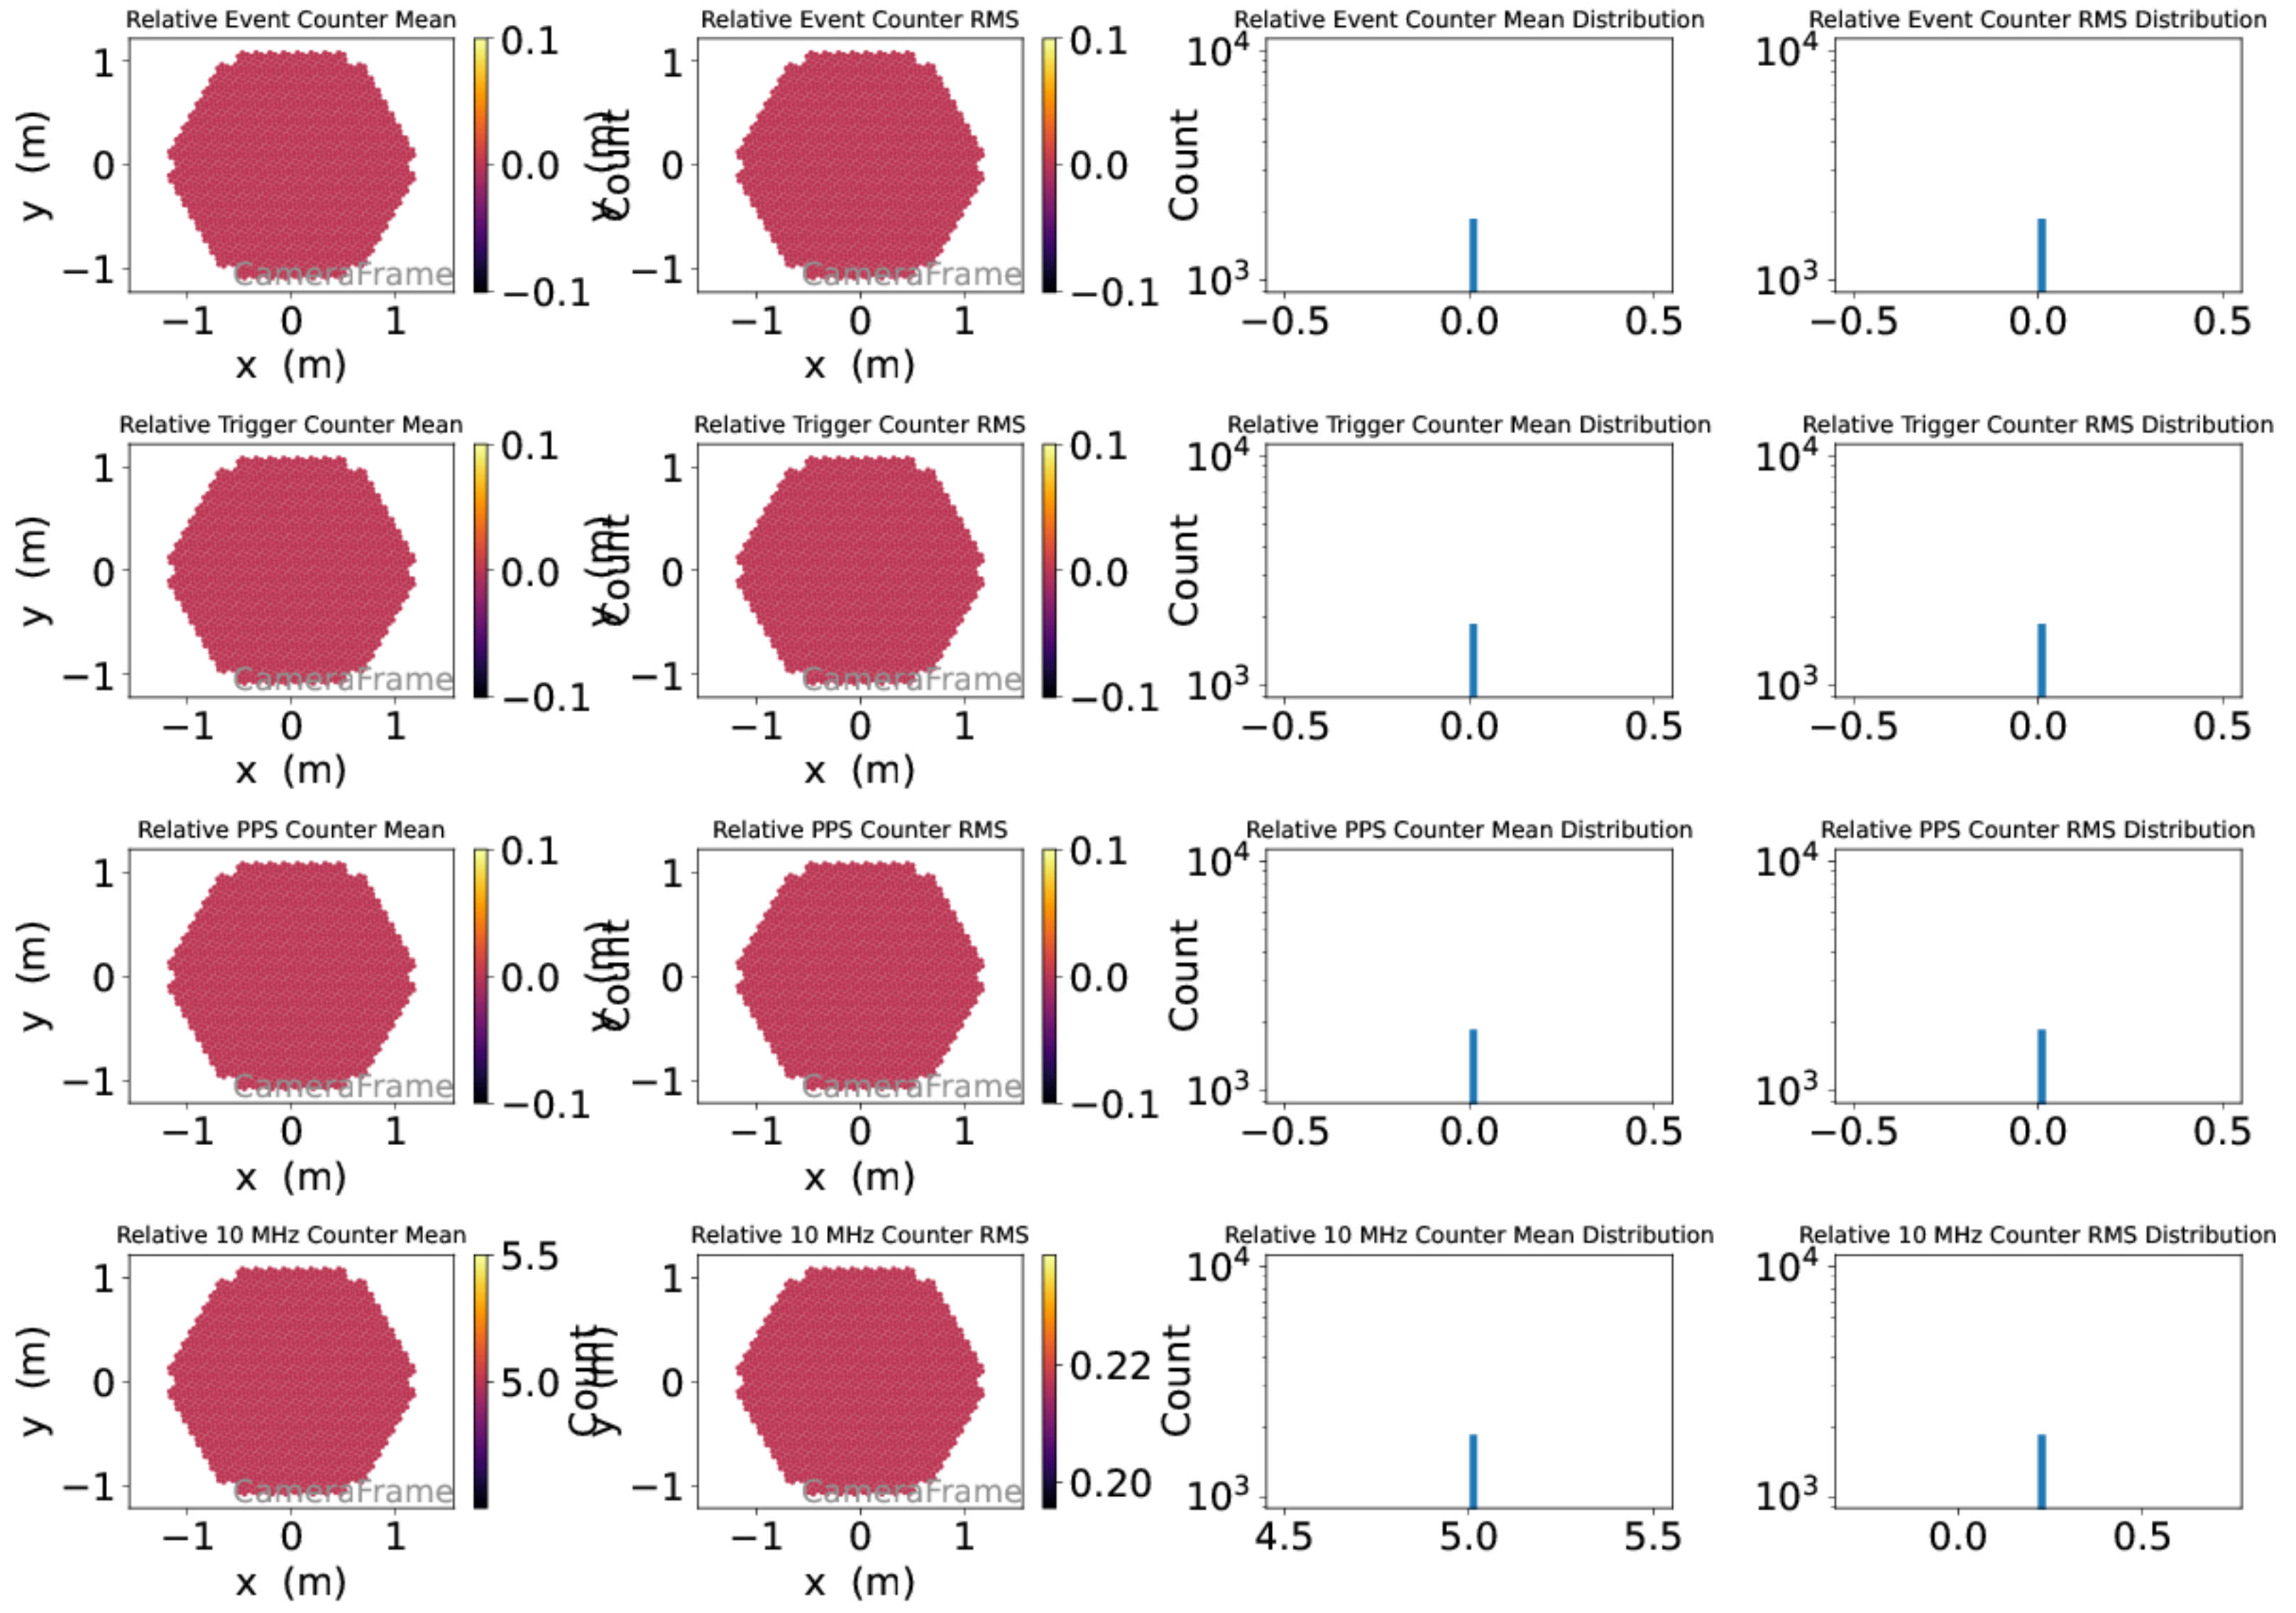 Relative Event Counter Mean
1
0
−1
y (m)
−1 0 1
x (m)
CameraFrame
0.1
0.0
−0.1
Count
Relative Event Counter RMS
1
0
−1
y (m)
−1 0 1
x (m)
CameraFrame
0.1
0.0
−0.1
Relative Event Counter Mean Distribution
Count
10⁴
10³
−0.5 0.0 0.5
Relative Event Counter RMS Distribution
10⁴
10³
−0.5 0.0 0.5
Count
Relative Trigger Counter Mean
1
0
−1
y (m)
−1 0 1
x (m)
CameraFrame
0.1
0.0
−0.1
Count
Relative Trigger Counter RMS
1
0
−1
y (m)
−1 0 1
x (m)
CameraFrame
0.1
0.0
−0.1
Relative Trigger Counter Mean Distribution
10⁴
10³
−0.5 0.0 0.5
Relative Trigger Counter RMS Distribution
10⁴
10³
−0.5 0.0 0.5
Relative PPS Counter Mean
1
0
−1
y (m)
−1 0 1
x (m)
CameraFrame
0.1
0.0
−0.1
Count
Relative PPS Counter RMS
1
0
−1
y (m)
−1 0 1
x (m)
CameraFrame
0.1
0.0
−0.1
Count
Relative PPS Counter Mean Distribution
10⁴
10³
−0.5 0.0 0.5
Relative PPS Counter RMS Distribution
10⁴
10³
−0.5 0.0 0.5
Relative 10 MHz Counter Mean
1
0
−1
y (m)
−1 0 1
x (m)
CameraFrame
5.5
5.0
Count
Relative 10 MHz Counter RMS
1
0
−1
y (m)
−1 0 1
x (m)
CameraFrame
0.22
0.20
Count
Relative 10 MHz Counter Mean Distribution
10⁴
10³
4.5 5.0 5.5
Relative 10 MHz Counter RMS Distribution
10⁴
10³
0.0 0.5